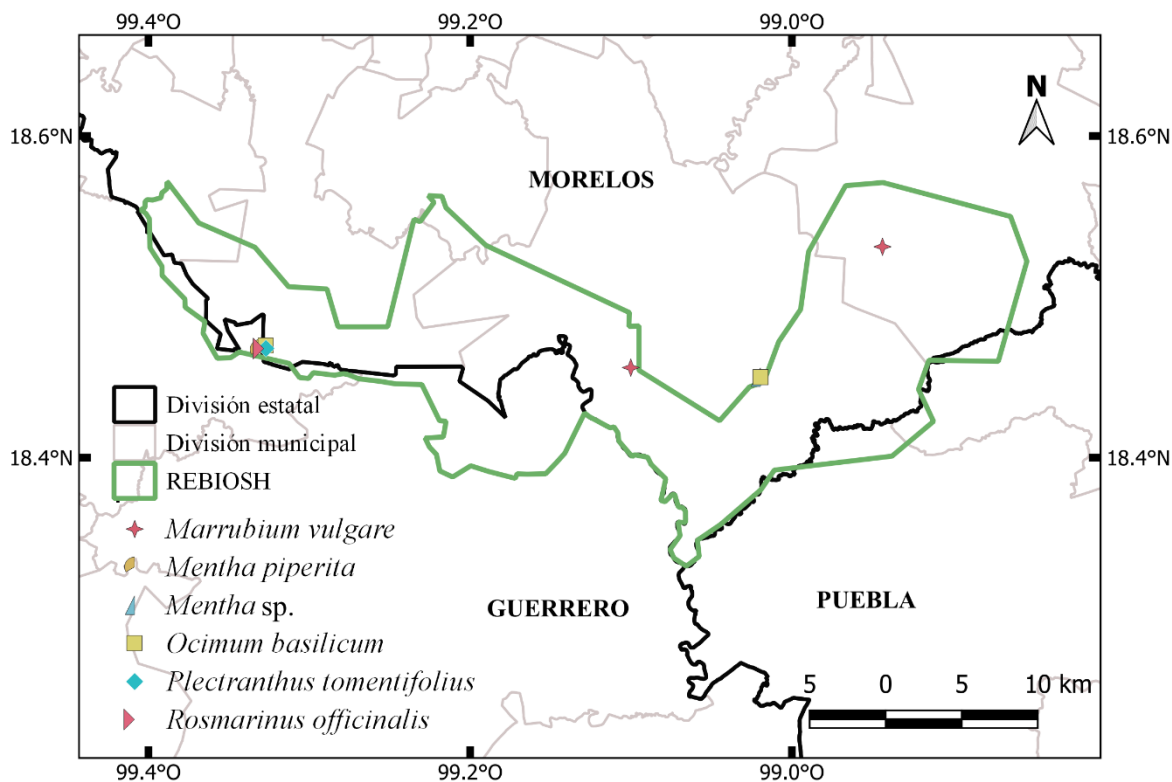 99.4°O 99.2°O 99.0°O
N
18.6°N 18.6°N
MORELOS
División estatal
División municipal
18.4°N 18.4°N
REBIOSH
Marrubium vulgare
Mentha piperita
Mentha sp.
GUERRERO PUEBLA
Ocimum basilicum
Plectranthus tomentifolius
5 0 5 10 km
Rosmarinus officinalis
99.4°O 99.2°O 99.0°O